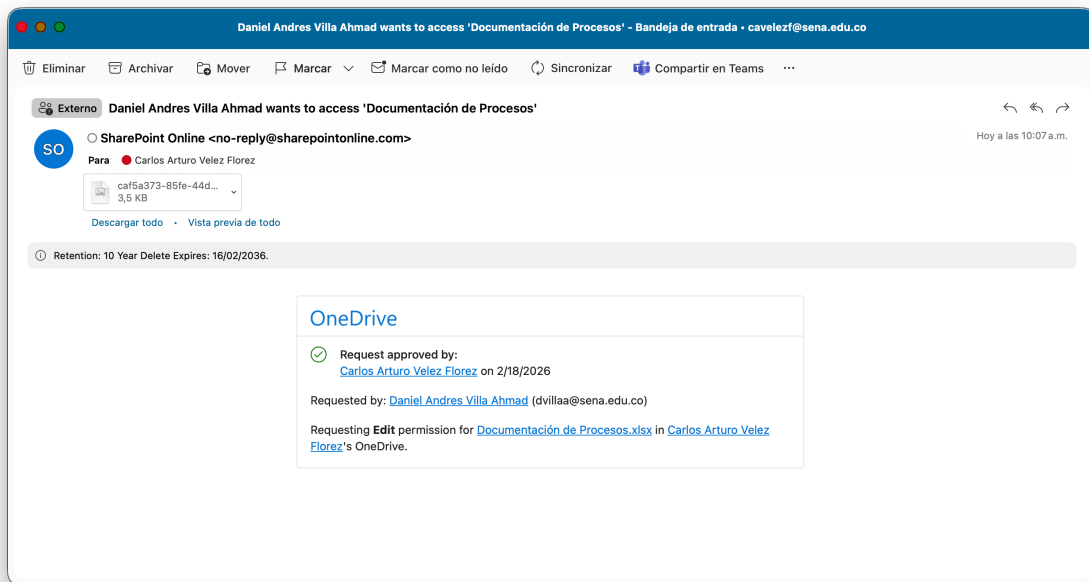 Daniel Andres Villa Ahmad wants to access 'Documentación de Procesos' - Bandeja de entrada • cavelezf@sena.edu.co
Eliminar Archivar Mover Marcar Marcar como no leído Sincronizar Compartir en Teams ...
Externo Daniel Andres Villa Ahmad wants to access 'Documentación de Procesos'
SO
SharePoint Online <no-reply@sharepointonline.com>
Hoy a las 10:07 a.m.
Para Carlos Arturo Velez Florez
caf5a373-85fe-44d...
3,5 KB
Descargar todo • Vista previa de todo
Retention: 10 Year Delete Expires: 16/02/2036.
OneDrive
Request approved by:
Carlos Arturo Velez Florez on 2/18/2026
Requested by: Daniel Andres Villa Ahmad (dvillaa@sena.edu.co)
Requesting Edit permission for Documentación de Procesos.xlsx in Carlos Arturo Velez
Florez's OneDrive.